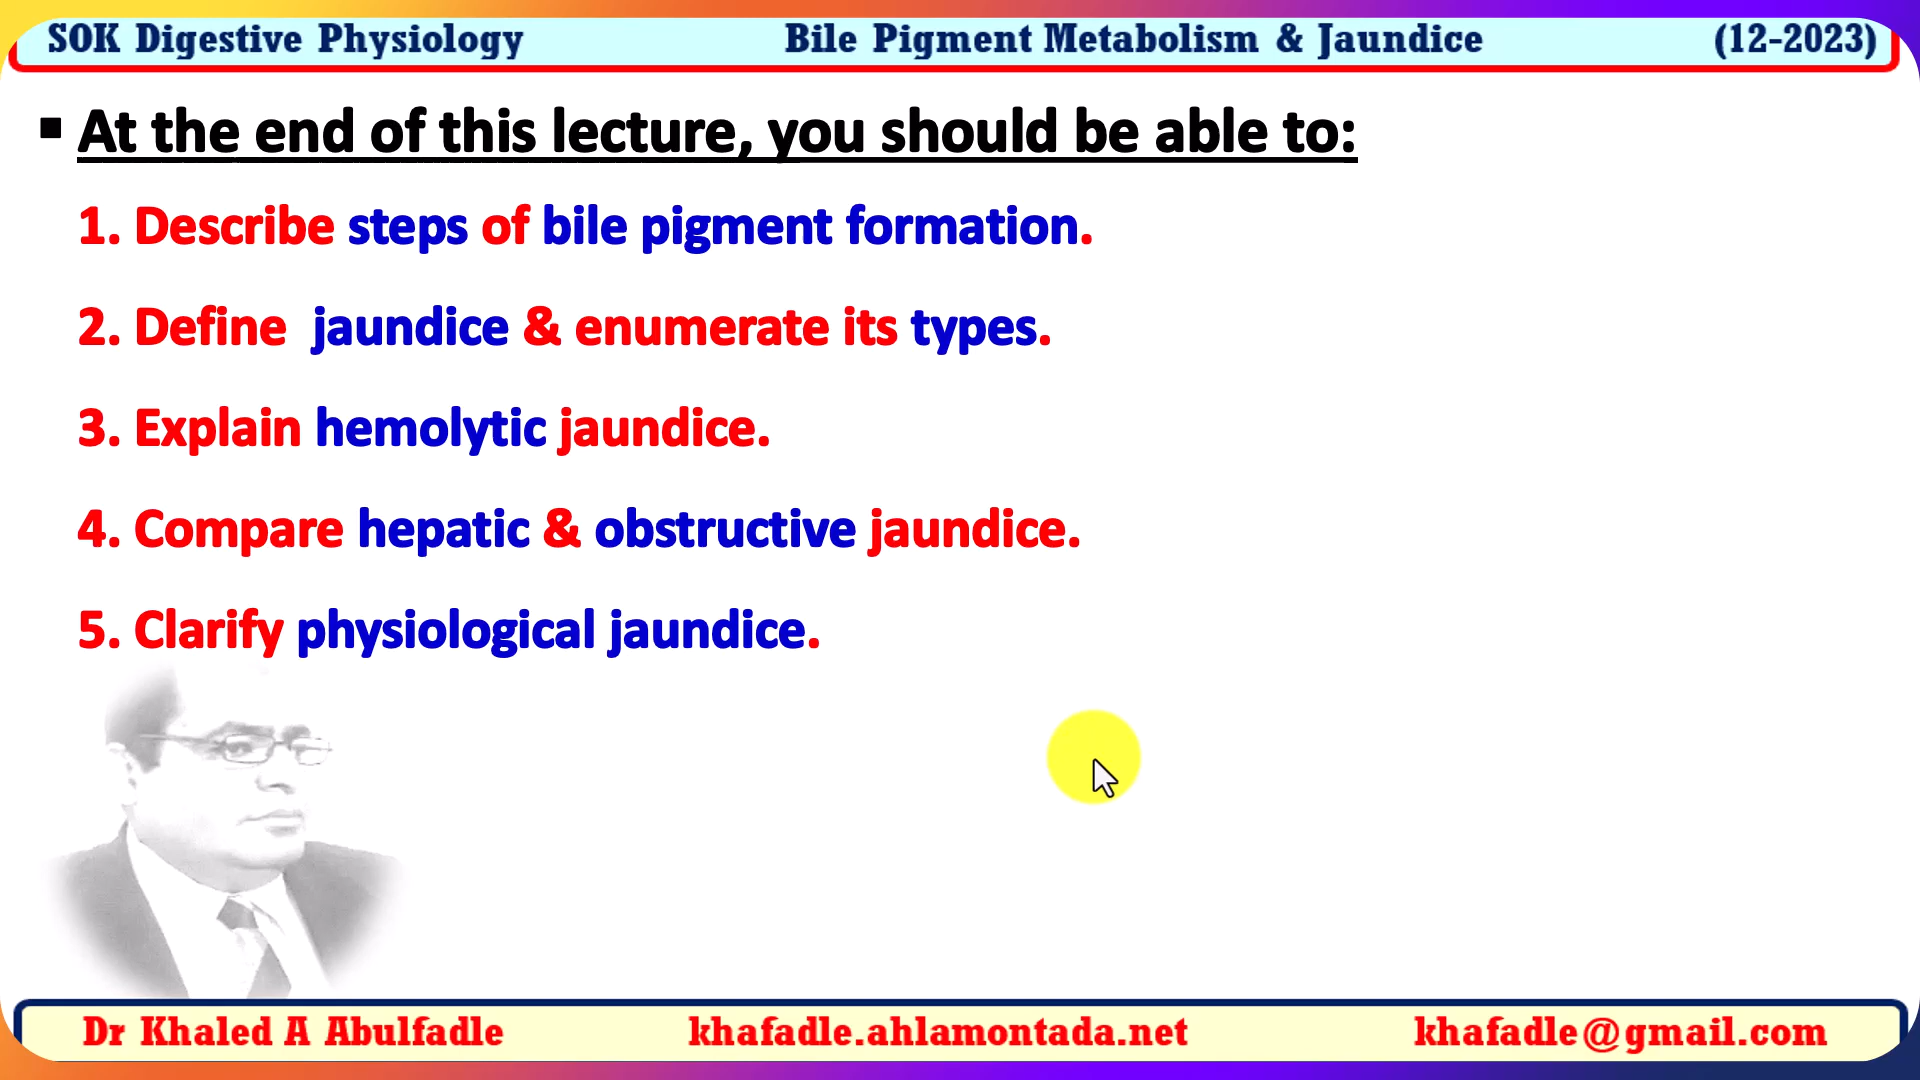 SOK Digestive Physiology Bile Pigment Metabolism & Jaundice (12-2023)
▪ At the end of this lecture, you should be able to:
1. Describe steps of bile pigment formation.
2. Define jaundice & enumerate its types.
3. Explain hemolytic jaundice.
4. Compare hepatic & obstructive jaundice.
5. Clarify physiological jaundice.
Dr Khaled A Abulfadle khafadle.ahlamontada.net khafadle@gmail.com